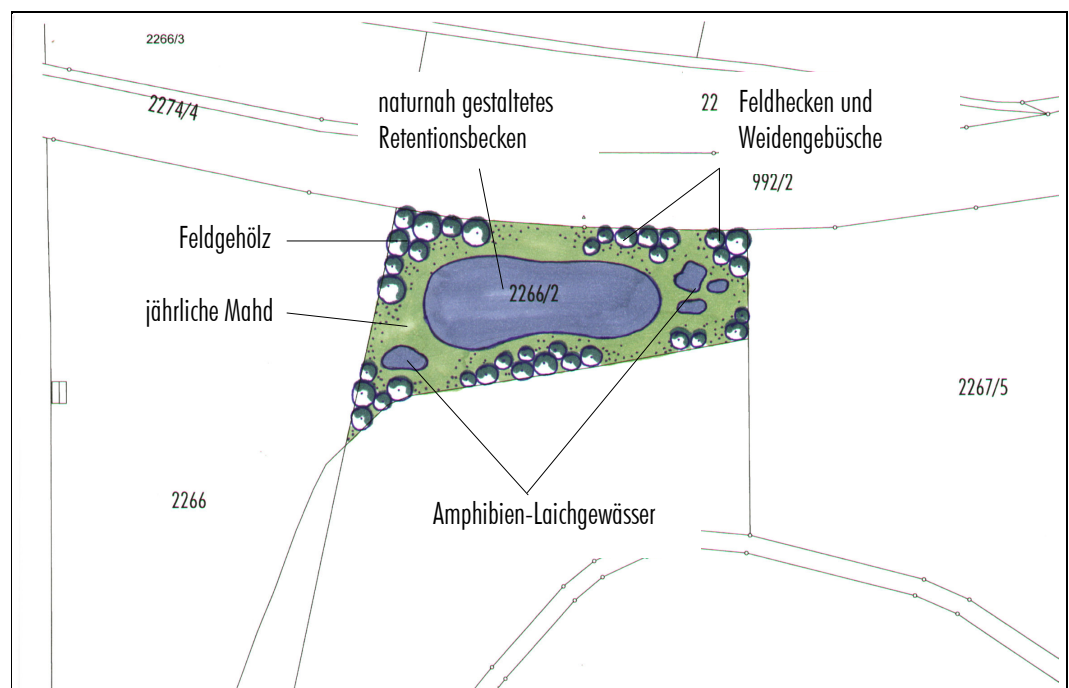 2266/3
2274/4
naturnah gestaltetes
Retentionsbecken
22
Feldhecken und
Weidengebüsche
992/2
Feldgehölz
2266/2
jährliche Mahd
2267/5
2266
Amphibien-Laichgewässer